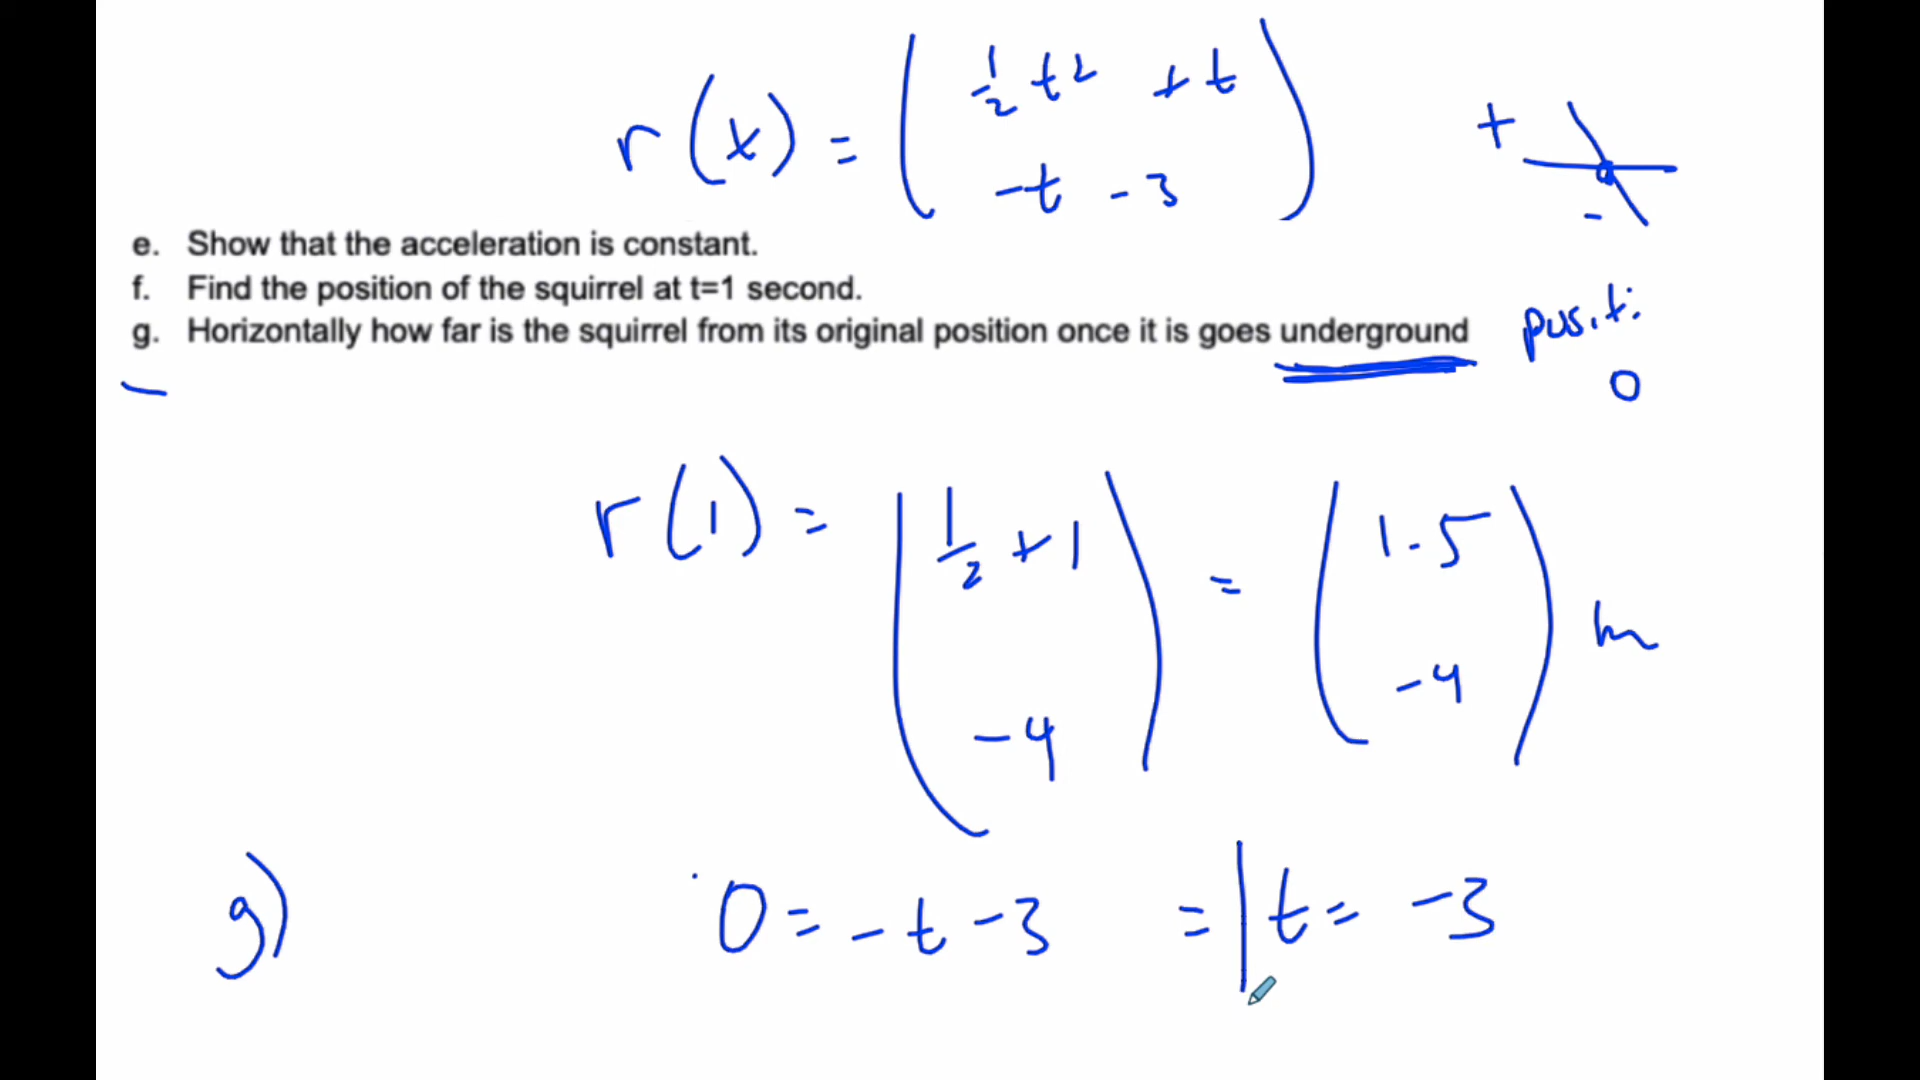 r(x) = ( ½t² + t
-t - 3 )
+
-
e. Show that the acceleration is constant.
f. Find the position of the squirrel at t=1 second.
g. Horizontally how far is the squirrel from its original position once it is goes underground
posit:
0
r(1) = ( ½ + 1
-4 ) = ( 1.5
-4 ) m
g) 0 = -t - 3 = | t = -3